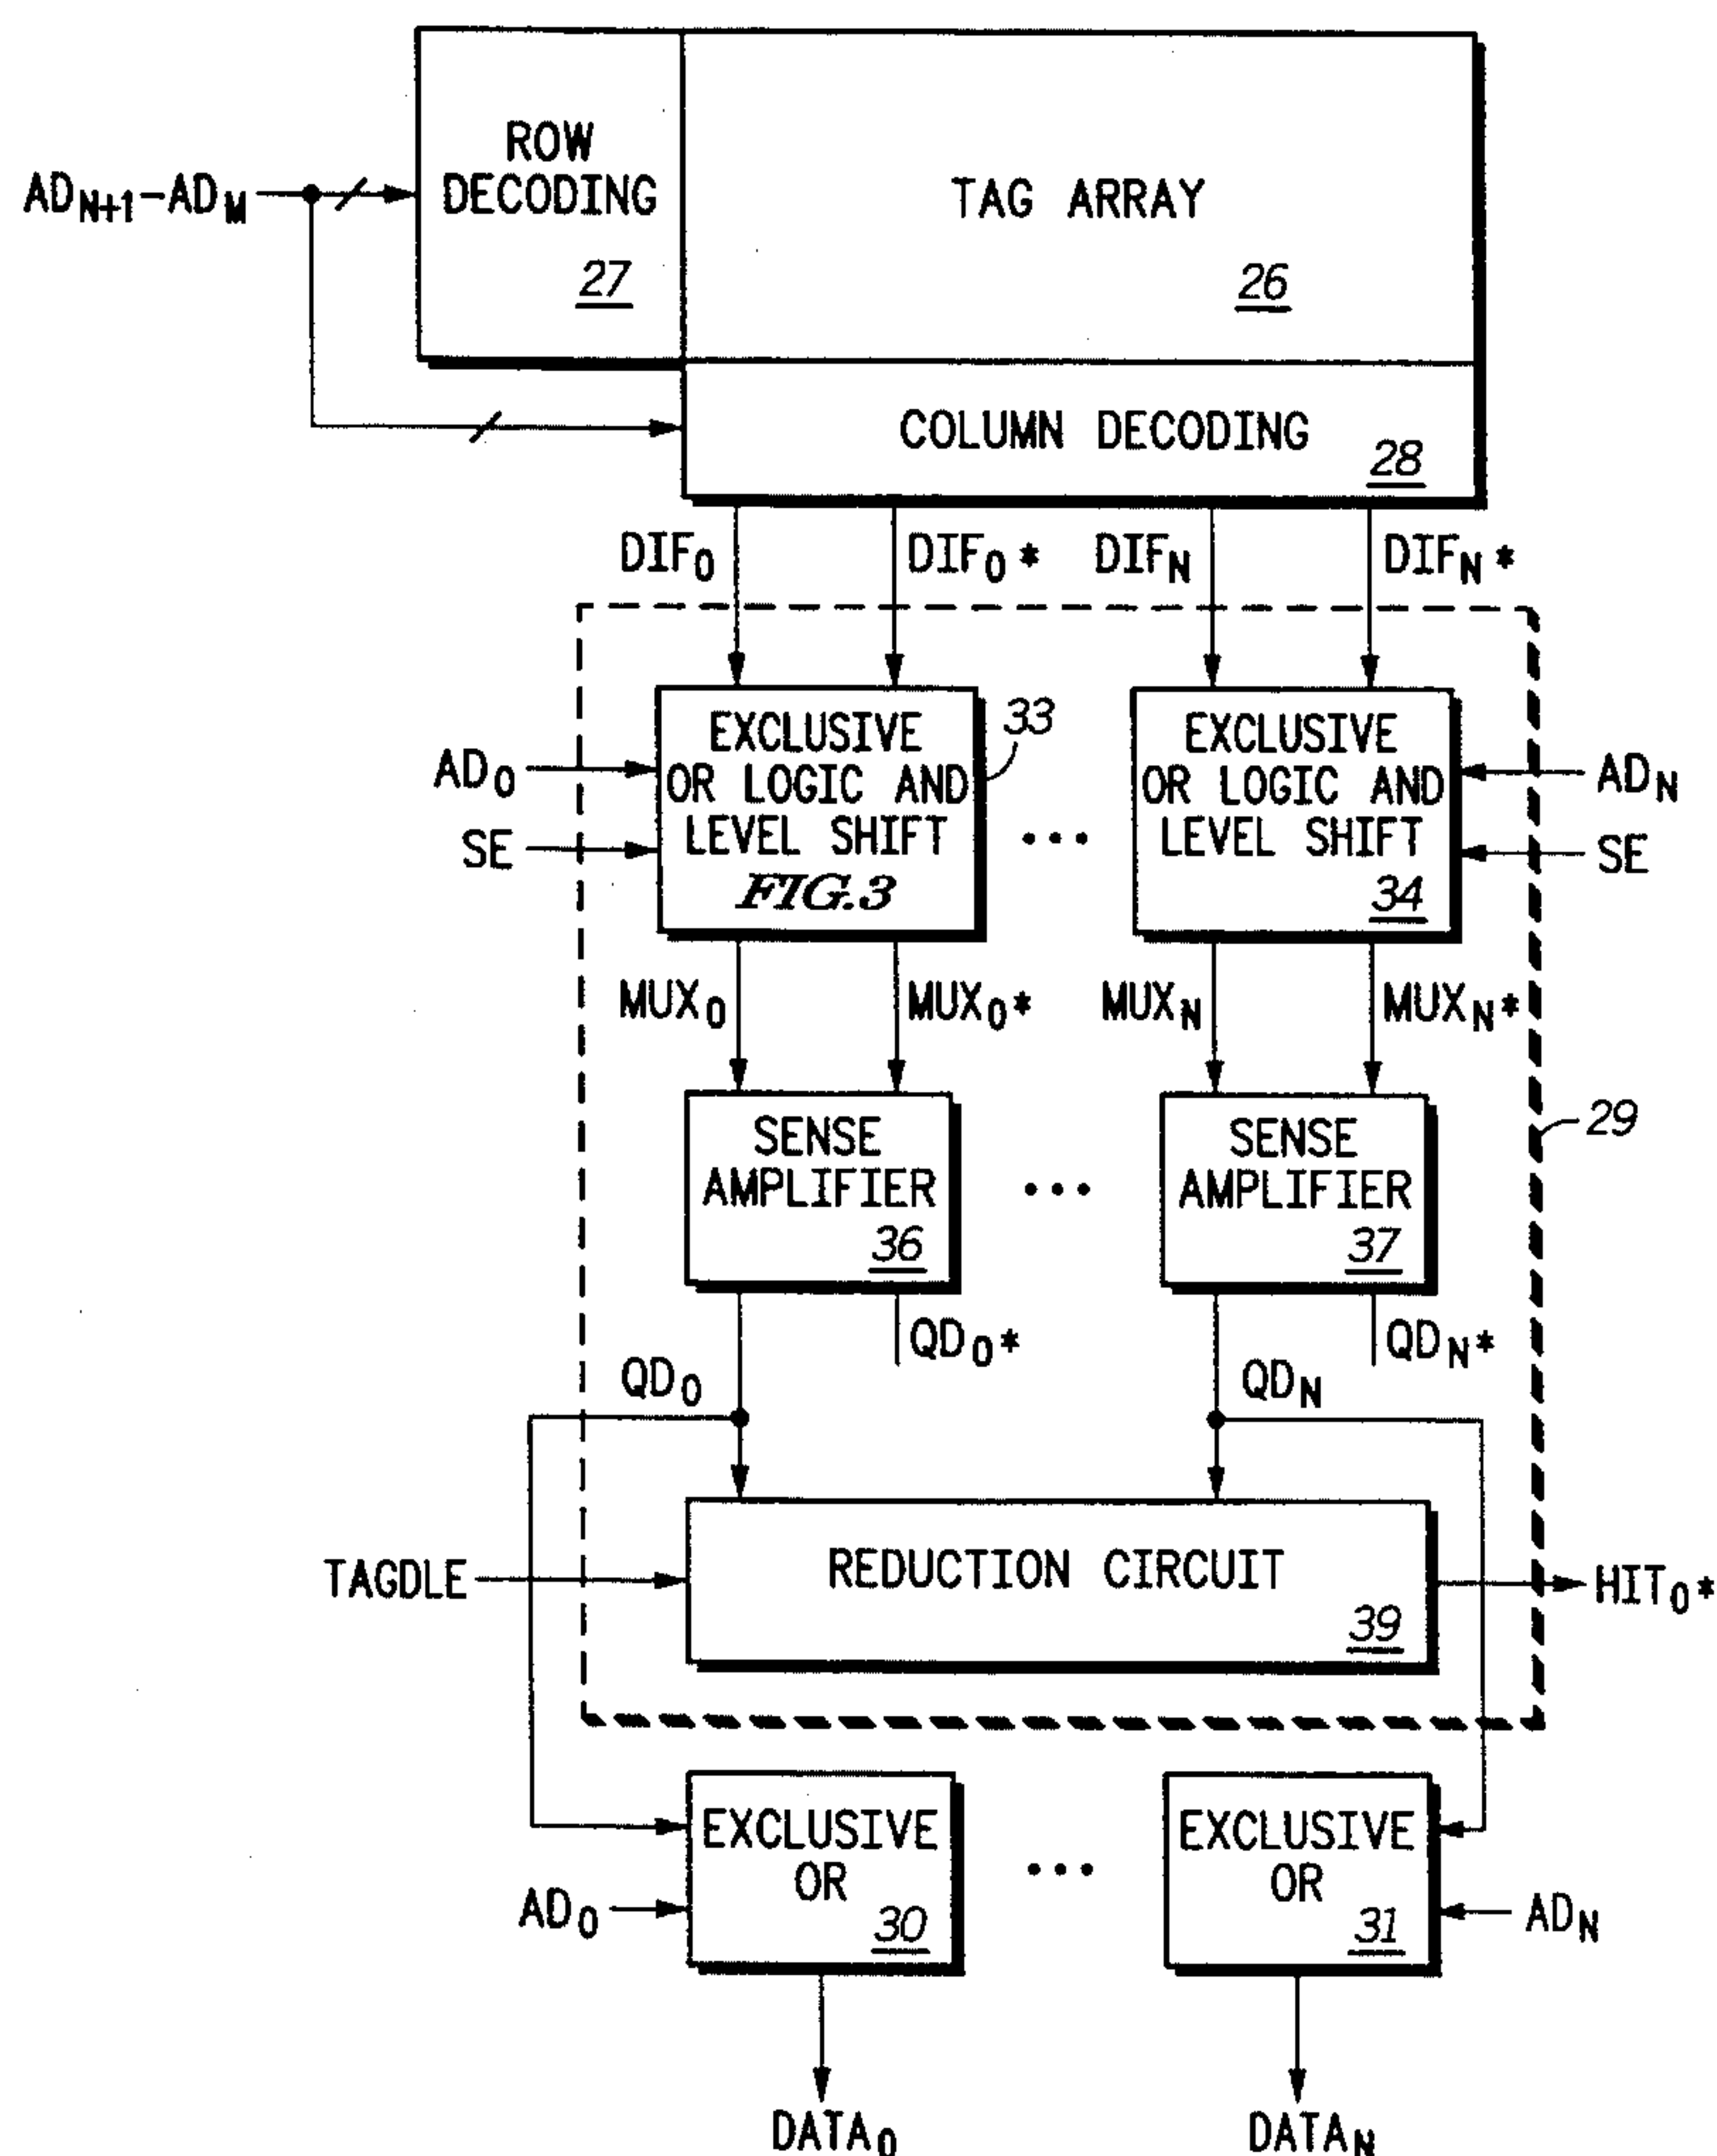 ROW
DECODING
27
TAG ARRAY
26
AD_{N+1}-AD_M
COLUMN DECODING
28
DIF_0
DIF_0*
DIF_N
DIF_N*
EXCLUSIVE
OR LOGIC AND
LEVEL SHIFT
FIG.3
33
EXCLUSIVE
OR LOGIC AND
LEVEL SHIFT
34
AD_0
SE
AD_N
SE
MUX_0
MUX_0*
MUX_N
MUX_N*
SENSE
AMPLIFIER
36
SENSE
AMPLIFIER
37
29
QD_0
QD_0*
QD_N
QD_N*
TAGDLE
REDUCTION CIRCUIT
39
HIT_0*
EXCLUSIVE
OR
30
EXCLUSIVE
OR
31
AD_0
AD_N
DATA_0
DATA_N